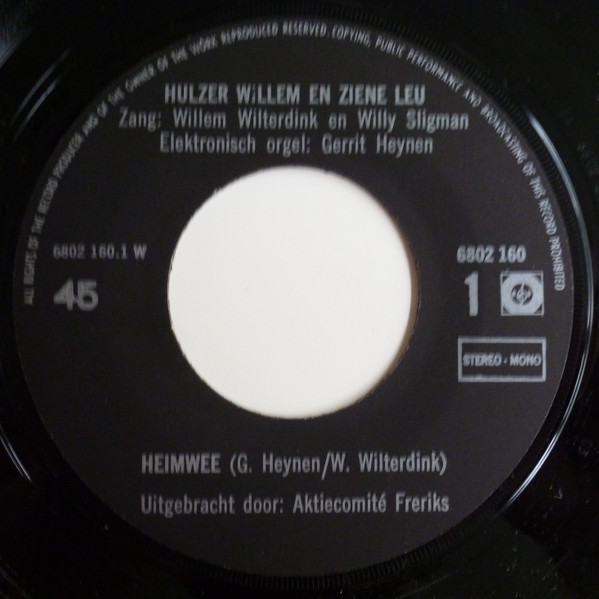 ALL RIGHTS OF THE RECORD PRODUCER AND OF THE OWNER OF THE WORK REPRODUCED RESERVED. COPYING, PUBLIC PERFORMANCE AND BROADCASTING OF THIS RECORD PROHIBITED
HULZER WiLLEM EN ZIENE LEU
Zang: Willem Wilterdink en Willy Sligman
Elektronisch orgel: Gerrit Heynen
6802 160.1 W
6802 160
45
1
STEREO - MONO
HEIMWEE (G. Heynen/W. Wilterdink)
Uitgebracht door: Aktiecomité Freriks